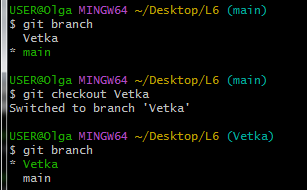 USER@Olga MINGW64 ~/Desktop/L6 (main)
$ git branch
  Vetka
* main
USER@Olga MINGW64 ~/Desktop/L6 (main)
$ git checkout Vetka
Switched to branch 'Vetka'
USER@Olga MINGW64 ~/Desktop/L6 (Vetka)
$ git branch
* Vetka
  main